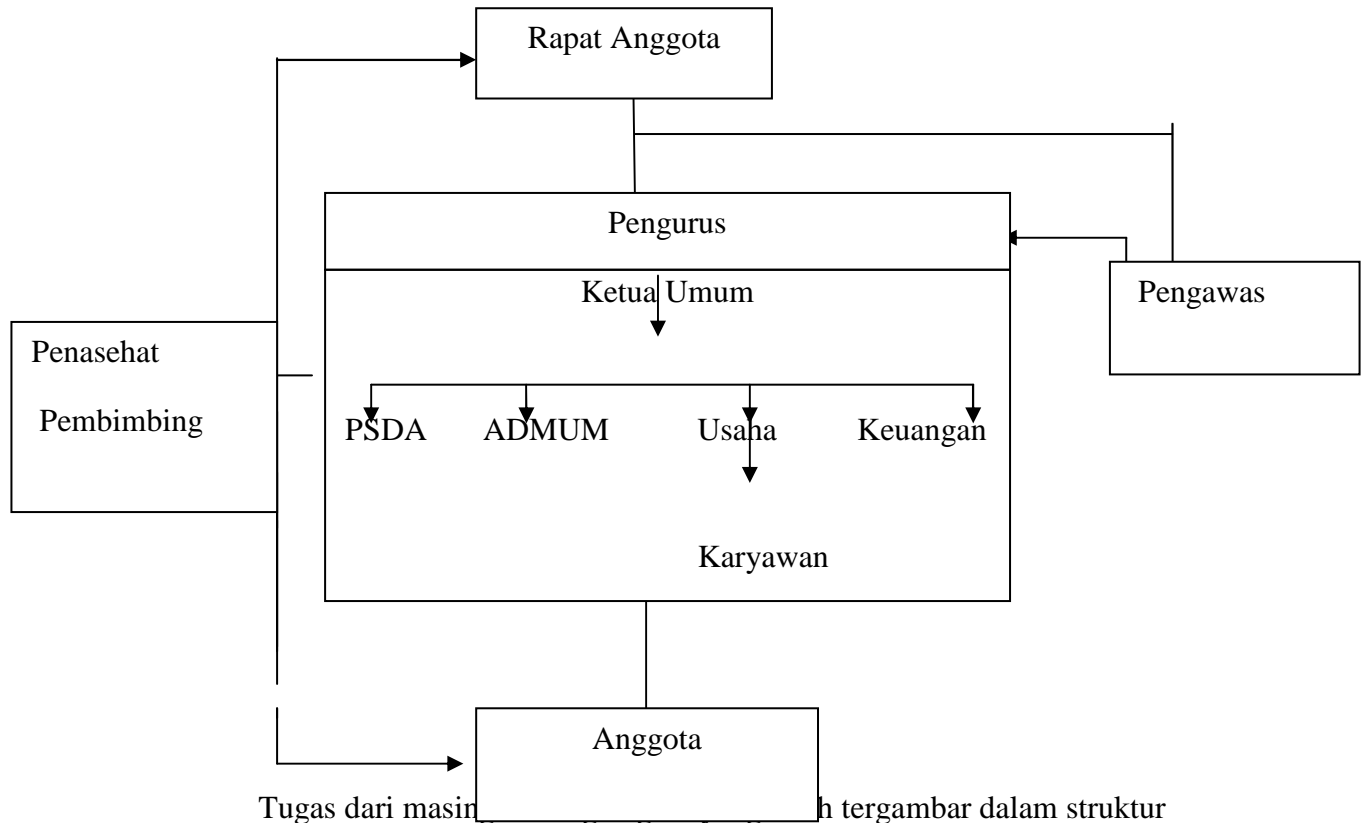 Rapat Anggota
Pengurus
Ketua Umum
Pengawas
Penasehat
Pembimbing
PSDA ADMUM Usaha Keuangan
Karyawan
Anggota
Tugas dari tergambar dalam struktur